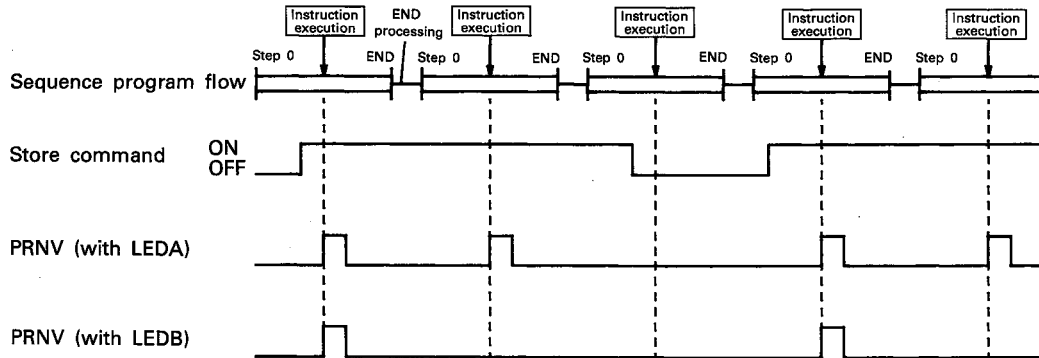 Instruction execution
END processing
Instruction execution
Instruction execution
Instruction execution
Instruction execution
Step 0
END
Step 0
END
Step 0
END
Step 0
END
Step 0
Sequence program flow
Store command
ON
OFF
PRNV (with LEDA)
PRNV (with LEDB)